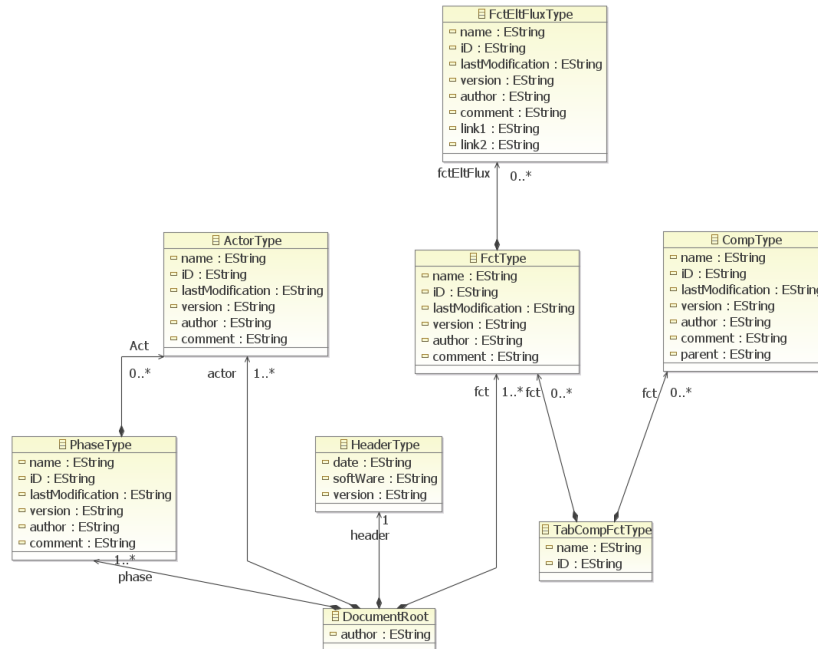 FctEltFluxType
name : EString
iD : EString
lastModification : EString
version : EString
author : EString
comment : EString
link1 : EString
link2 : EString
fctEltFlux 0..*
ActorType
name : EString
iD : EString
lastModification : EString
version : EString
author : EString
comment : EString
FctType
name : EString
iD : EString
lastModification : EString
version : EString
author : EString
comment : EString
CompType
name : EString
iD : EString
lastModification : EString
version : EString
author : EString
comment : EString
parent : EString
Act
0..*
actor 1..*
fct 1..*
fct 0..*
fct 0..*
PhaseType
name : EString
iD : EString
lastModification : EString
version : EString
author : EString
comment : EString
1..*
phase
HeaderType
date : EString
softWare : EString
version : EString
1
header
TabCompFctType
name : EString
iD : EString
DocumentRoot
author : EString